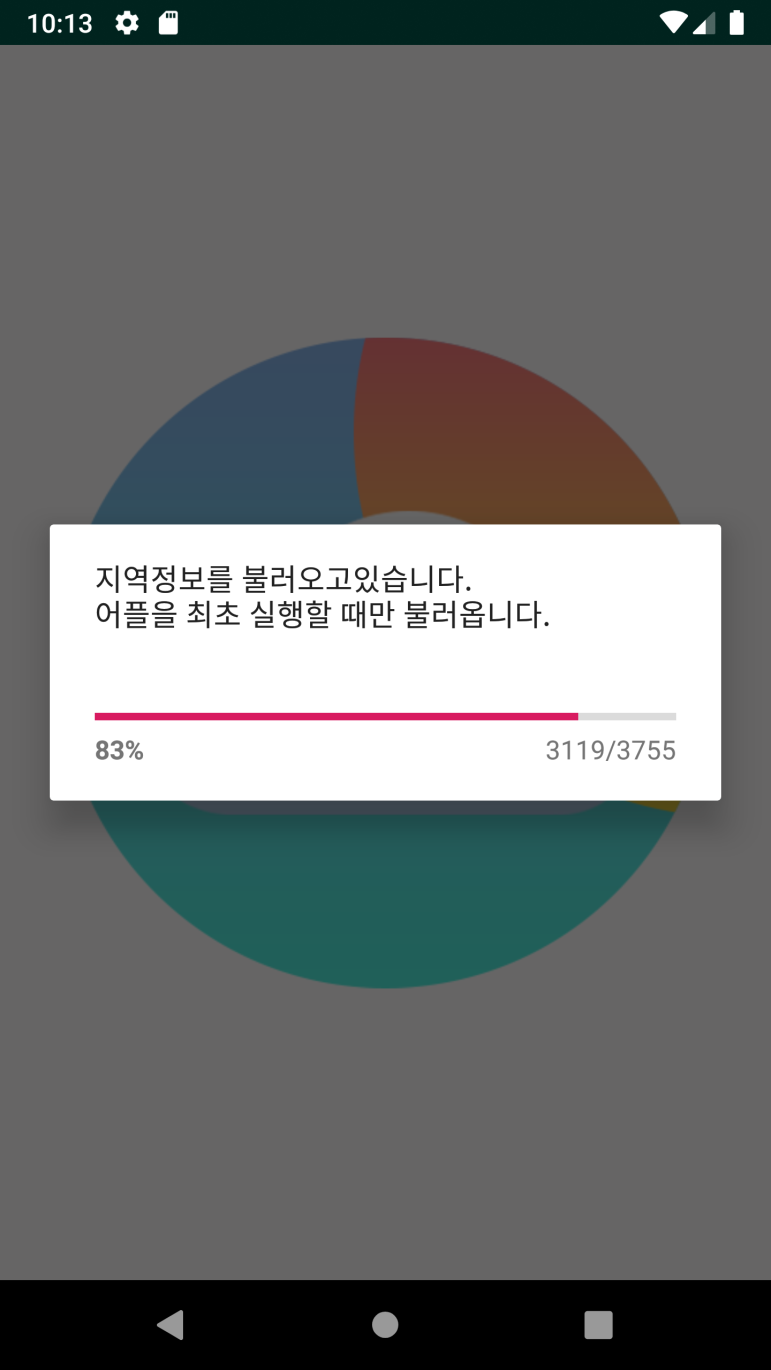 10:13
지역정보를 불러오고있습니다.
어플을 최초 실행할 때만 불러옵니다.
83% 3119/3755